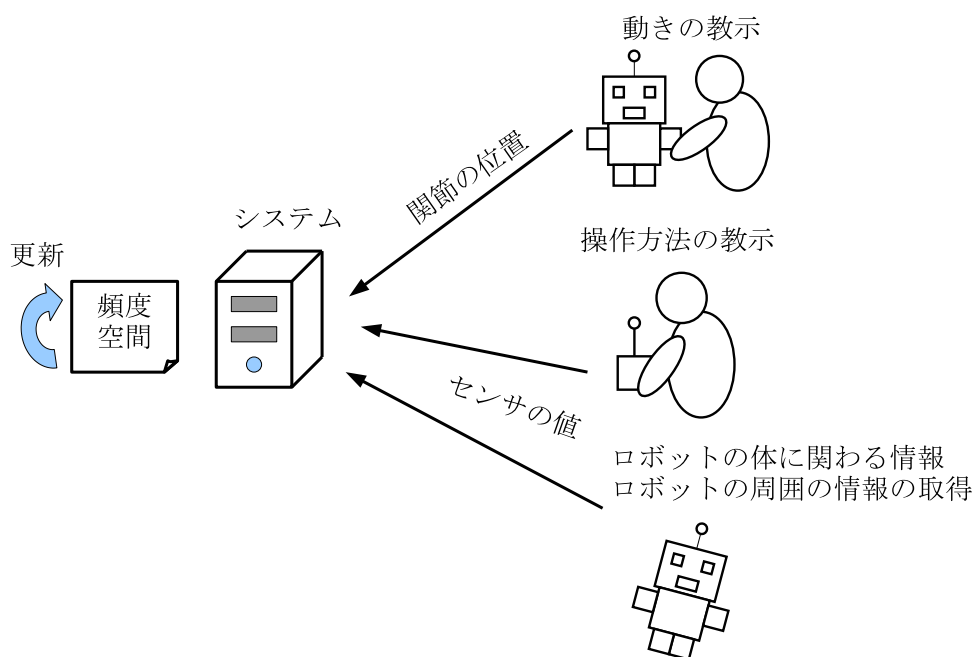 動きの教示
関節の位置
システム
更新
頻度
空間
操作方法の教示
センサの値
ロボットの体に関わる情報
ロボットの周囲の情報の取得